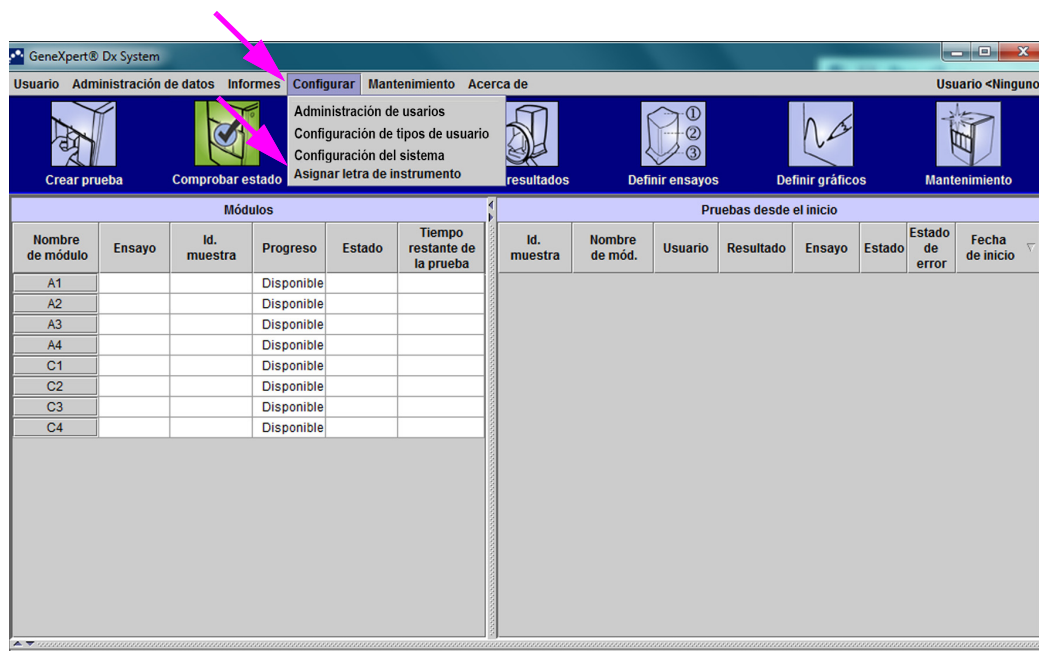 GeneXpert® Dx System
Usuario Administración de datos Informes Configurar Mantenimiento Acerca de Usuario <Ninguno
Administración de usarios
Configuración de tipos de usuario
Configuración del sistema
Asignar letra de instrumento
①
②
③
Crear prueba Comprobar estado resultados Definir ensayos Definir gráficos Mantenimiento
Módulos
Nombre de módulo Ensayo Id. muestra Progreso Estado Tiempo restante de la prueba
A1 Disponible
A2 Disponible
A3 Disponible
A4 Disponible
C1 Disponible
C2 Disponible
C3 Disponible
C4 Disponible
Pruebas desde el inicio
Id. muestra Nombre de mód. Usuario Resultado Ensayo Estado Estado de error Fecha de inicio